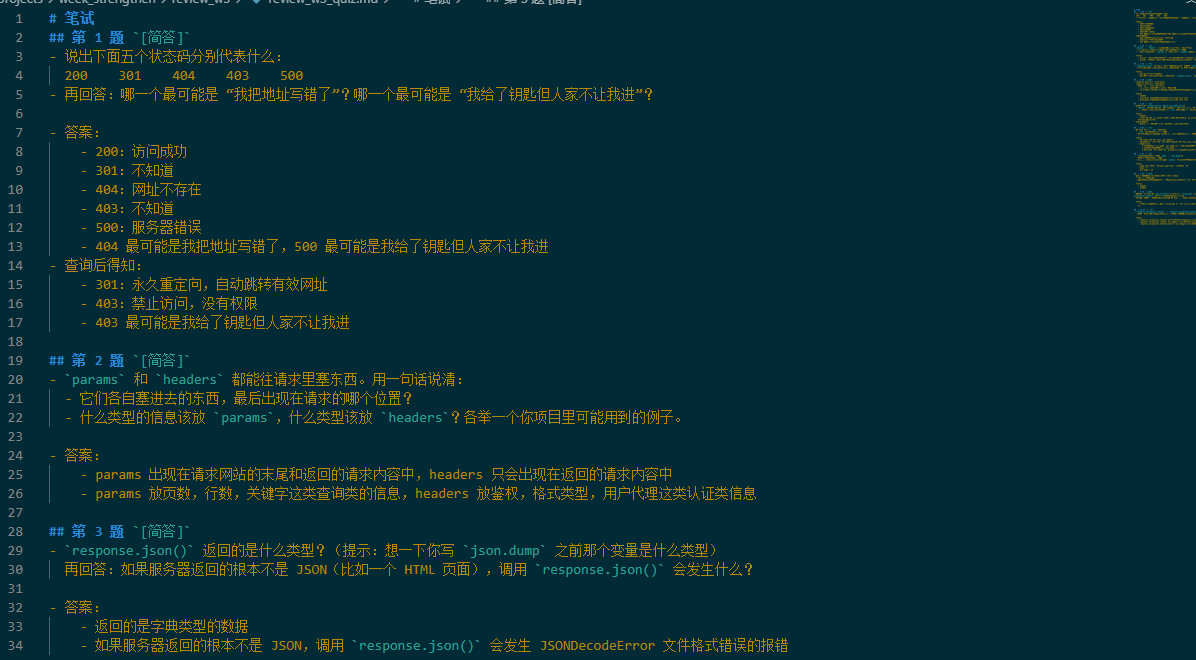 # 笔试
## 第 1 题 `[简答]`
- 说出下面五个状态码分别代表什么：
200    301    404    403    500
- 再回答：哪一个最可能是 “我把地址写错了”？哪一个最可能是 “我给了钥匙但人家不让我进”？
- 答案：
- 200：访问成功
- 301：不知道
- 404：网址不存在
- 403：不知道
- 500：服务器错误
- 404 最可能是我把地址写错了，500 最可能是我给了钥匙但人家不让我进
- 查询后得知：
- 301：永久重定向，自动跳转有效网址
- 403：禁止访问，没有权限
- 403 最可能是我给了钥匙但人家不让我进
## 第 2 题 `[简答]`
- `params` 和 `headers` 都能往请求里塞东西。用一句话说清：
- 它们各自塞进去的东西，最后出现在请求的哪个位置？
- 什么类型的信息该放 `params`，什么类型该放 `headers`？各举一个你项目里可能用到的例子。
- 答案：
- params 出现在请求网站的末尾和返回的请求内容中，headers 只会出现在返回的请求内容中
- params 放页数，行数，关键字这类查询类的信息，headers 放鉴权，格式类型，用户代理这类认证类信息
## 第 3 题 `[简答]`
- `response.json()` 返回的是什么类型？（提示：想一下你写 `json.dump` 之前那个变量是什么类型）
再回答：如果服务器返回的根本不是 JSON（比如一个 HTML 页面），调用 `response.json()` 会发生什么？
- 答案：
- 返回的是字典类型的数据
- 如果服务器返回的根本不是 JSON，调用 `response.json()` 会发生 JSONDecodeError 文件格式错误的报错